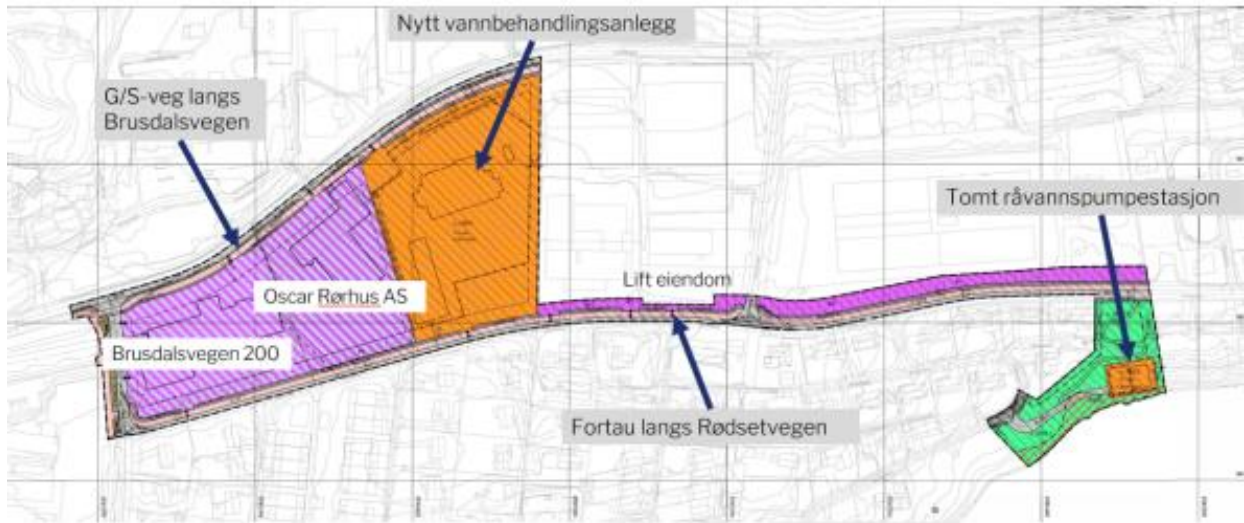 Nytt vannbehandlingsanlegg
G/S-veg langs
Brusdalsvegen
Tomt råvannspumpestasjon
Lift eiendom
Oscar Rørhus AS
Brusdalsvegen 200
Fortau langs Rødsetvegen